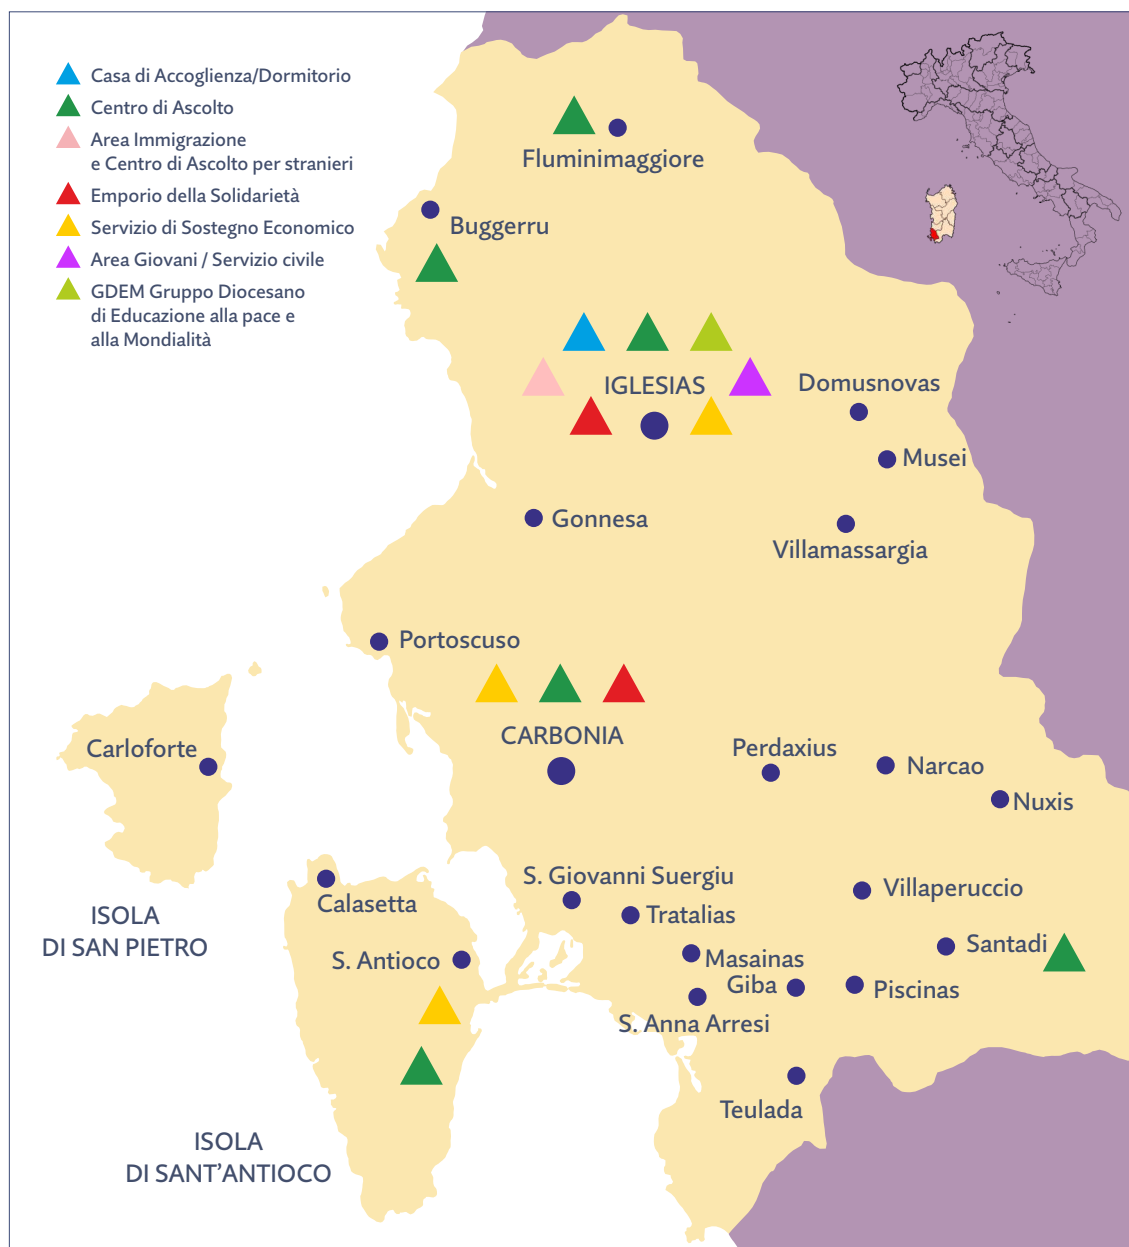 Casa di Accoglienza/Dormitorio
Centro di Ascolto
Area Immigrazione
e Centro di Ascolto per stranieri
Emporio della Solidarietà
Servizio di Sostegno Economico
Area Giovani / Servizio civile
GDEM Gruppo Diocesano
di Educazione alla pace e
alla Mondialità
Fluminimaggiore
Buggerru
IGLESIAS
Domusnovas
Musei
Gonnesa
Villamassargia
Portoscuso
CARBONIA
Carloforte
Perdaxius
Narcao
Nuxis
S. Giovanni Suergiu
Villaperuccio
Calasetta
Tratalias
ISOLA
DI SAN PIETRO
S. Antioco
Masainas
Santadi
Giba
Piscinas
S. Anna Arresi
Teulada
ISOLA
DI SANT'ANTIOCO